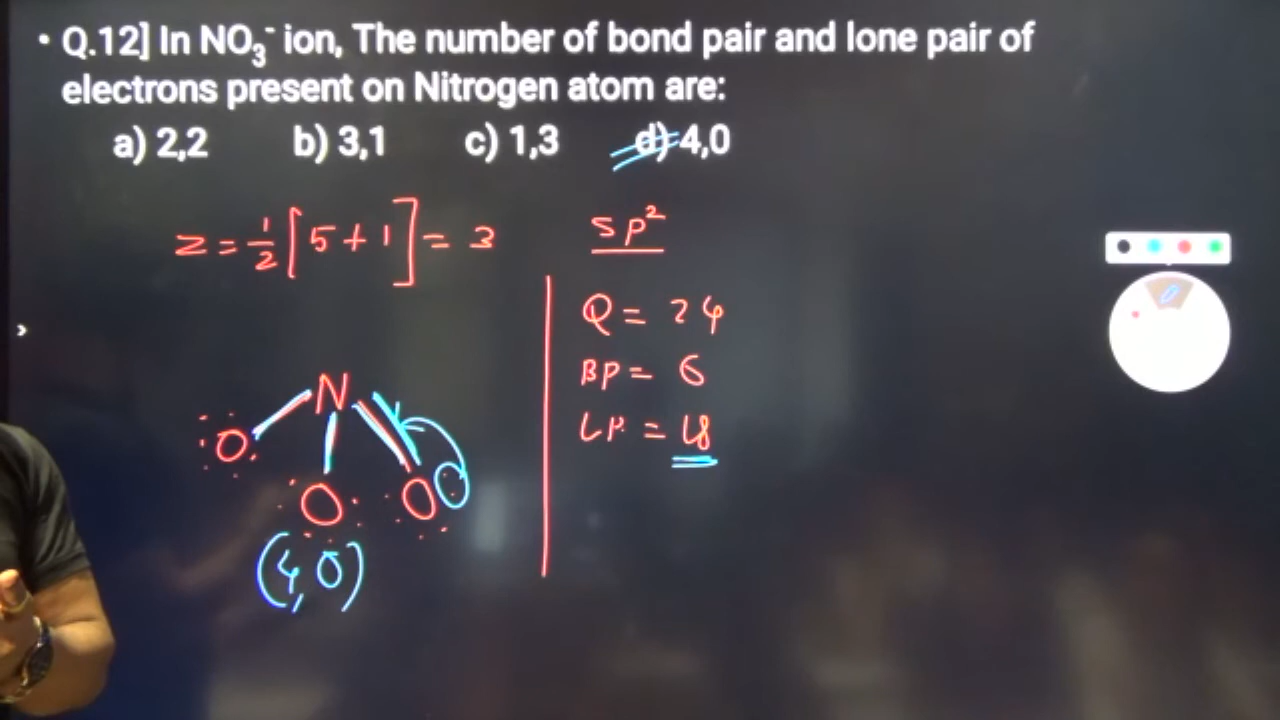 • Q.12] In NO₃⁻ ion, The number of bond pair and lone pair of
electrons present on Nitrogen atom are:
a) 2,2 b) 3,1 c) 1,3 d) 4,0
Z = 1/2 [5 + 1] = 3 SP²
Q = 24
BP = 6
LP = 18
N
O
O O
(4,0)